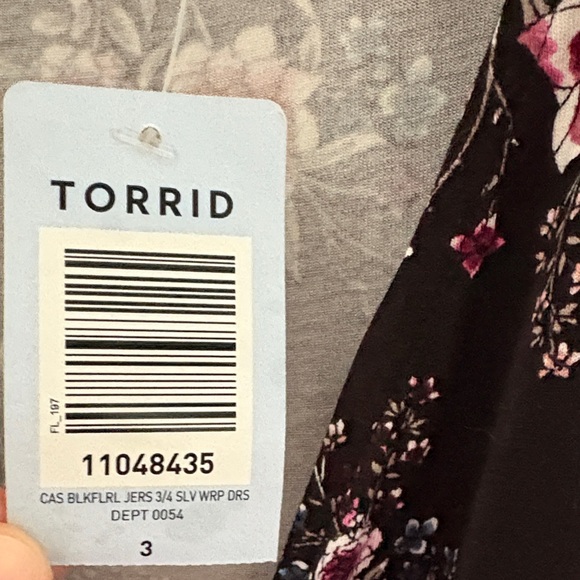 TORRID
FL_197
11048435
CAS BLKFLRL JERS 3/4 SLV WRP DRS
DEPT 0054
3